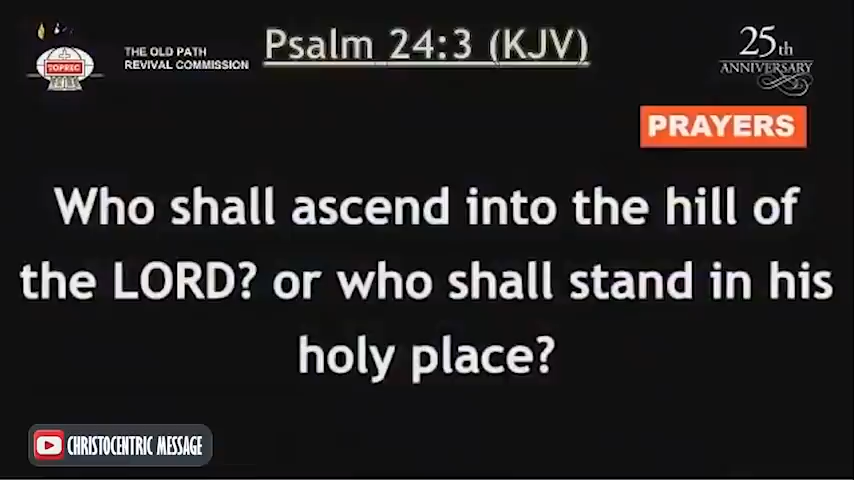 THE OLD PATH
REVIVAL COMMISSION
TOPREC
Psalm 24:3 (KJV)
25th
ANNIVERSARY
PRAYERS
Who shall ascend into the hill of
the LORD? or who shall stand in his
holy place?
CHRISTOCENTRIC MESSAGE